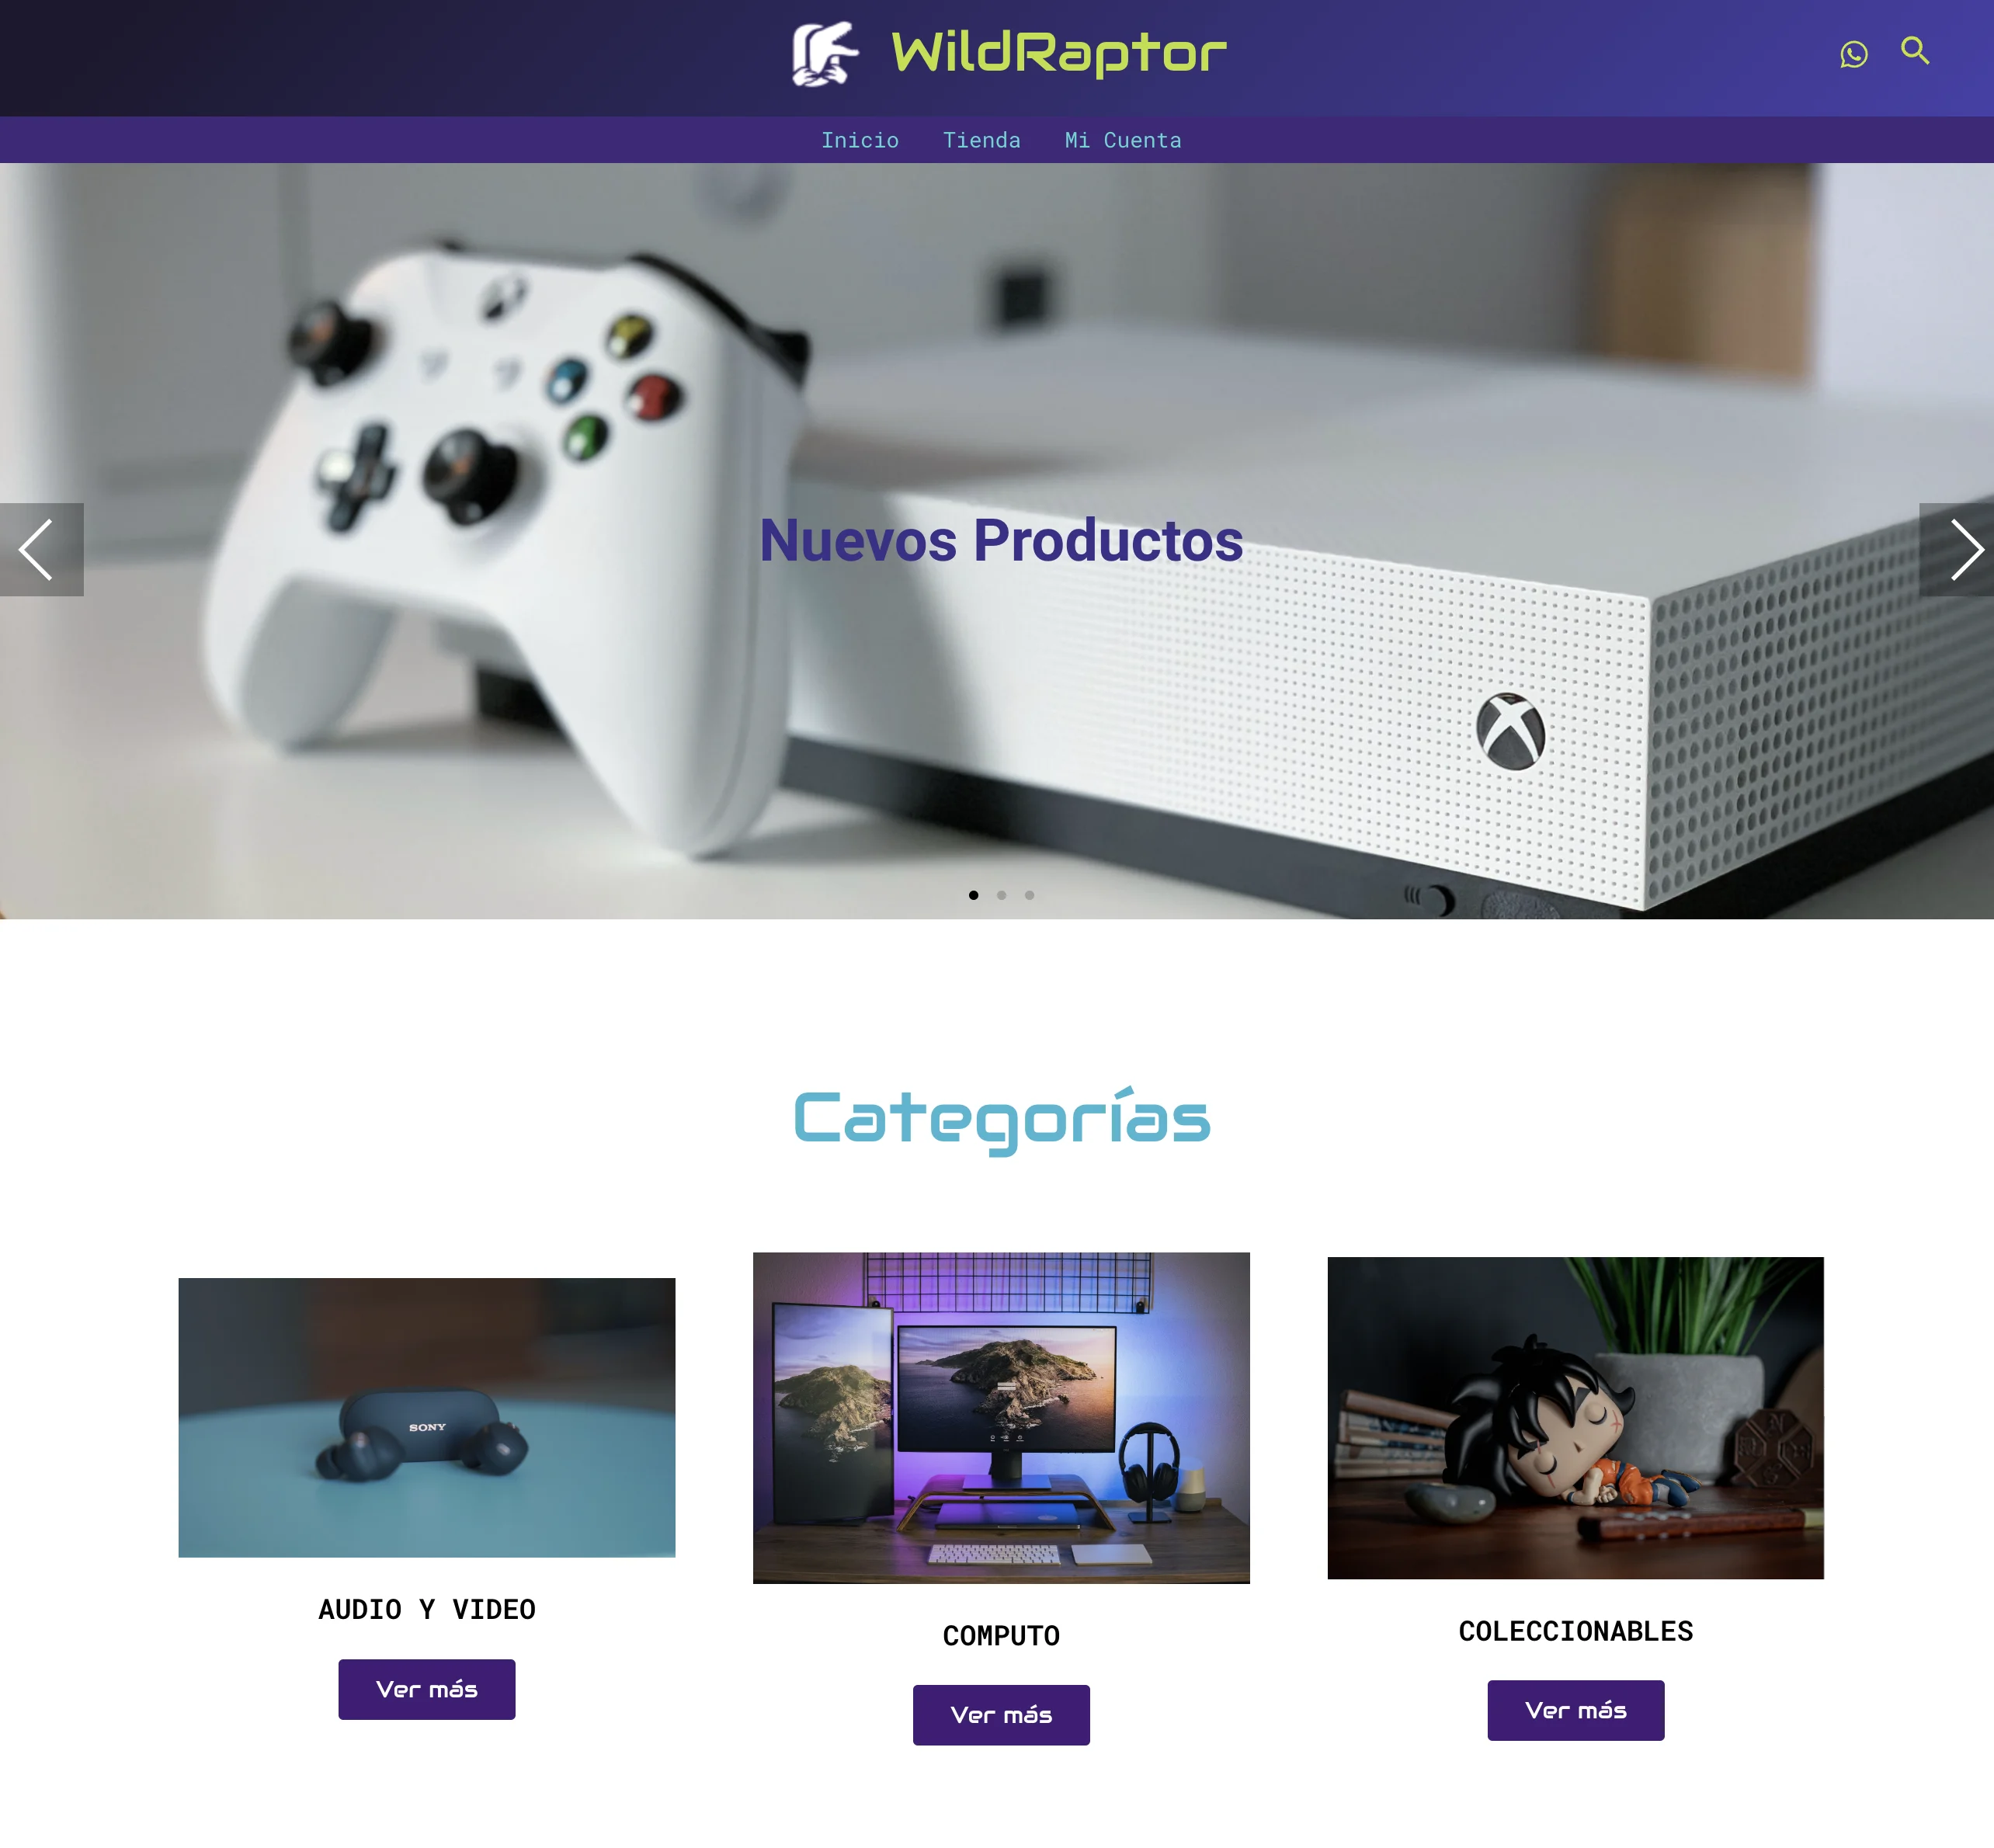 WildRaptor
Inicio Tienda Mi Cuenta
Nuevos Productos
Categorías
SONY
AUDIO Y VIDEO
Ver más
COMPUTO
Ver más
COLECCIONABLES
Ver más